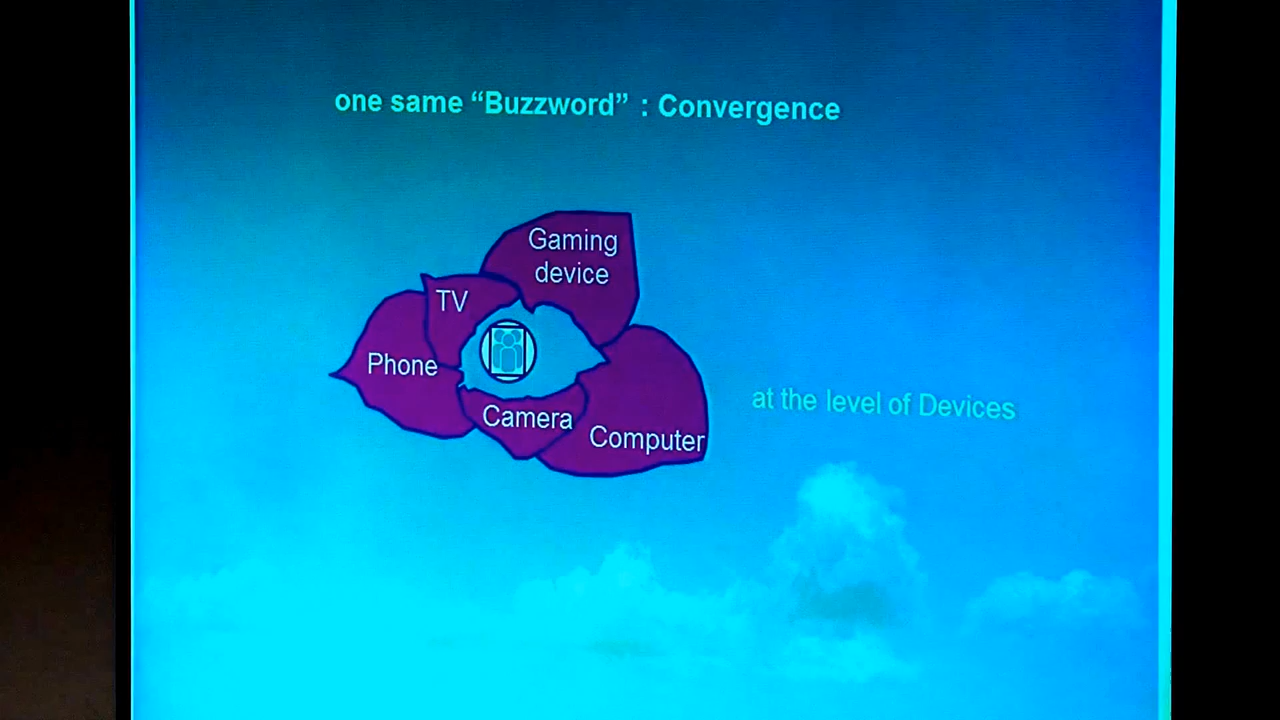 one same “Buzzword” : Convergence
Gaming
device
TV
Phone
Camera
Computer
at the level of Devices